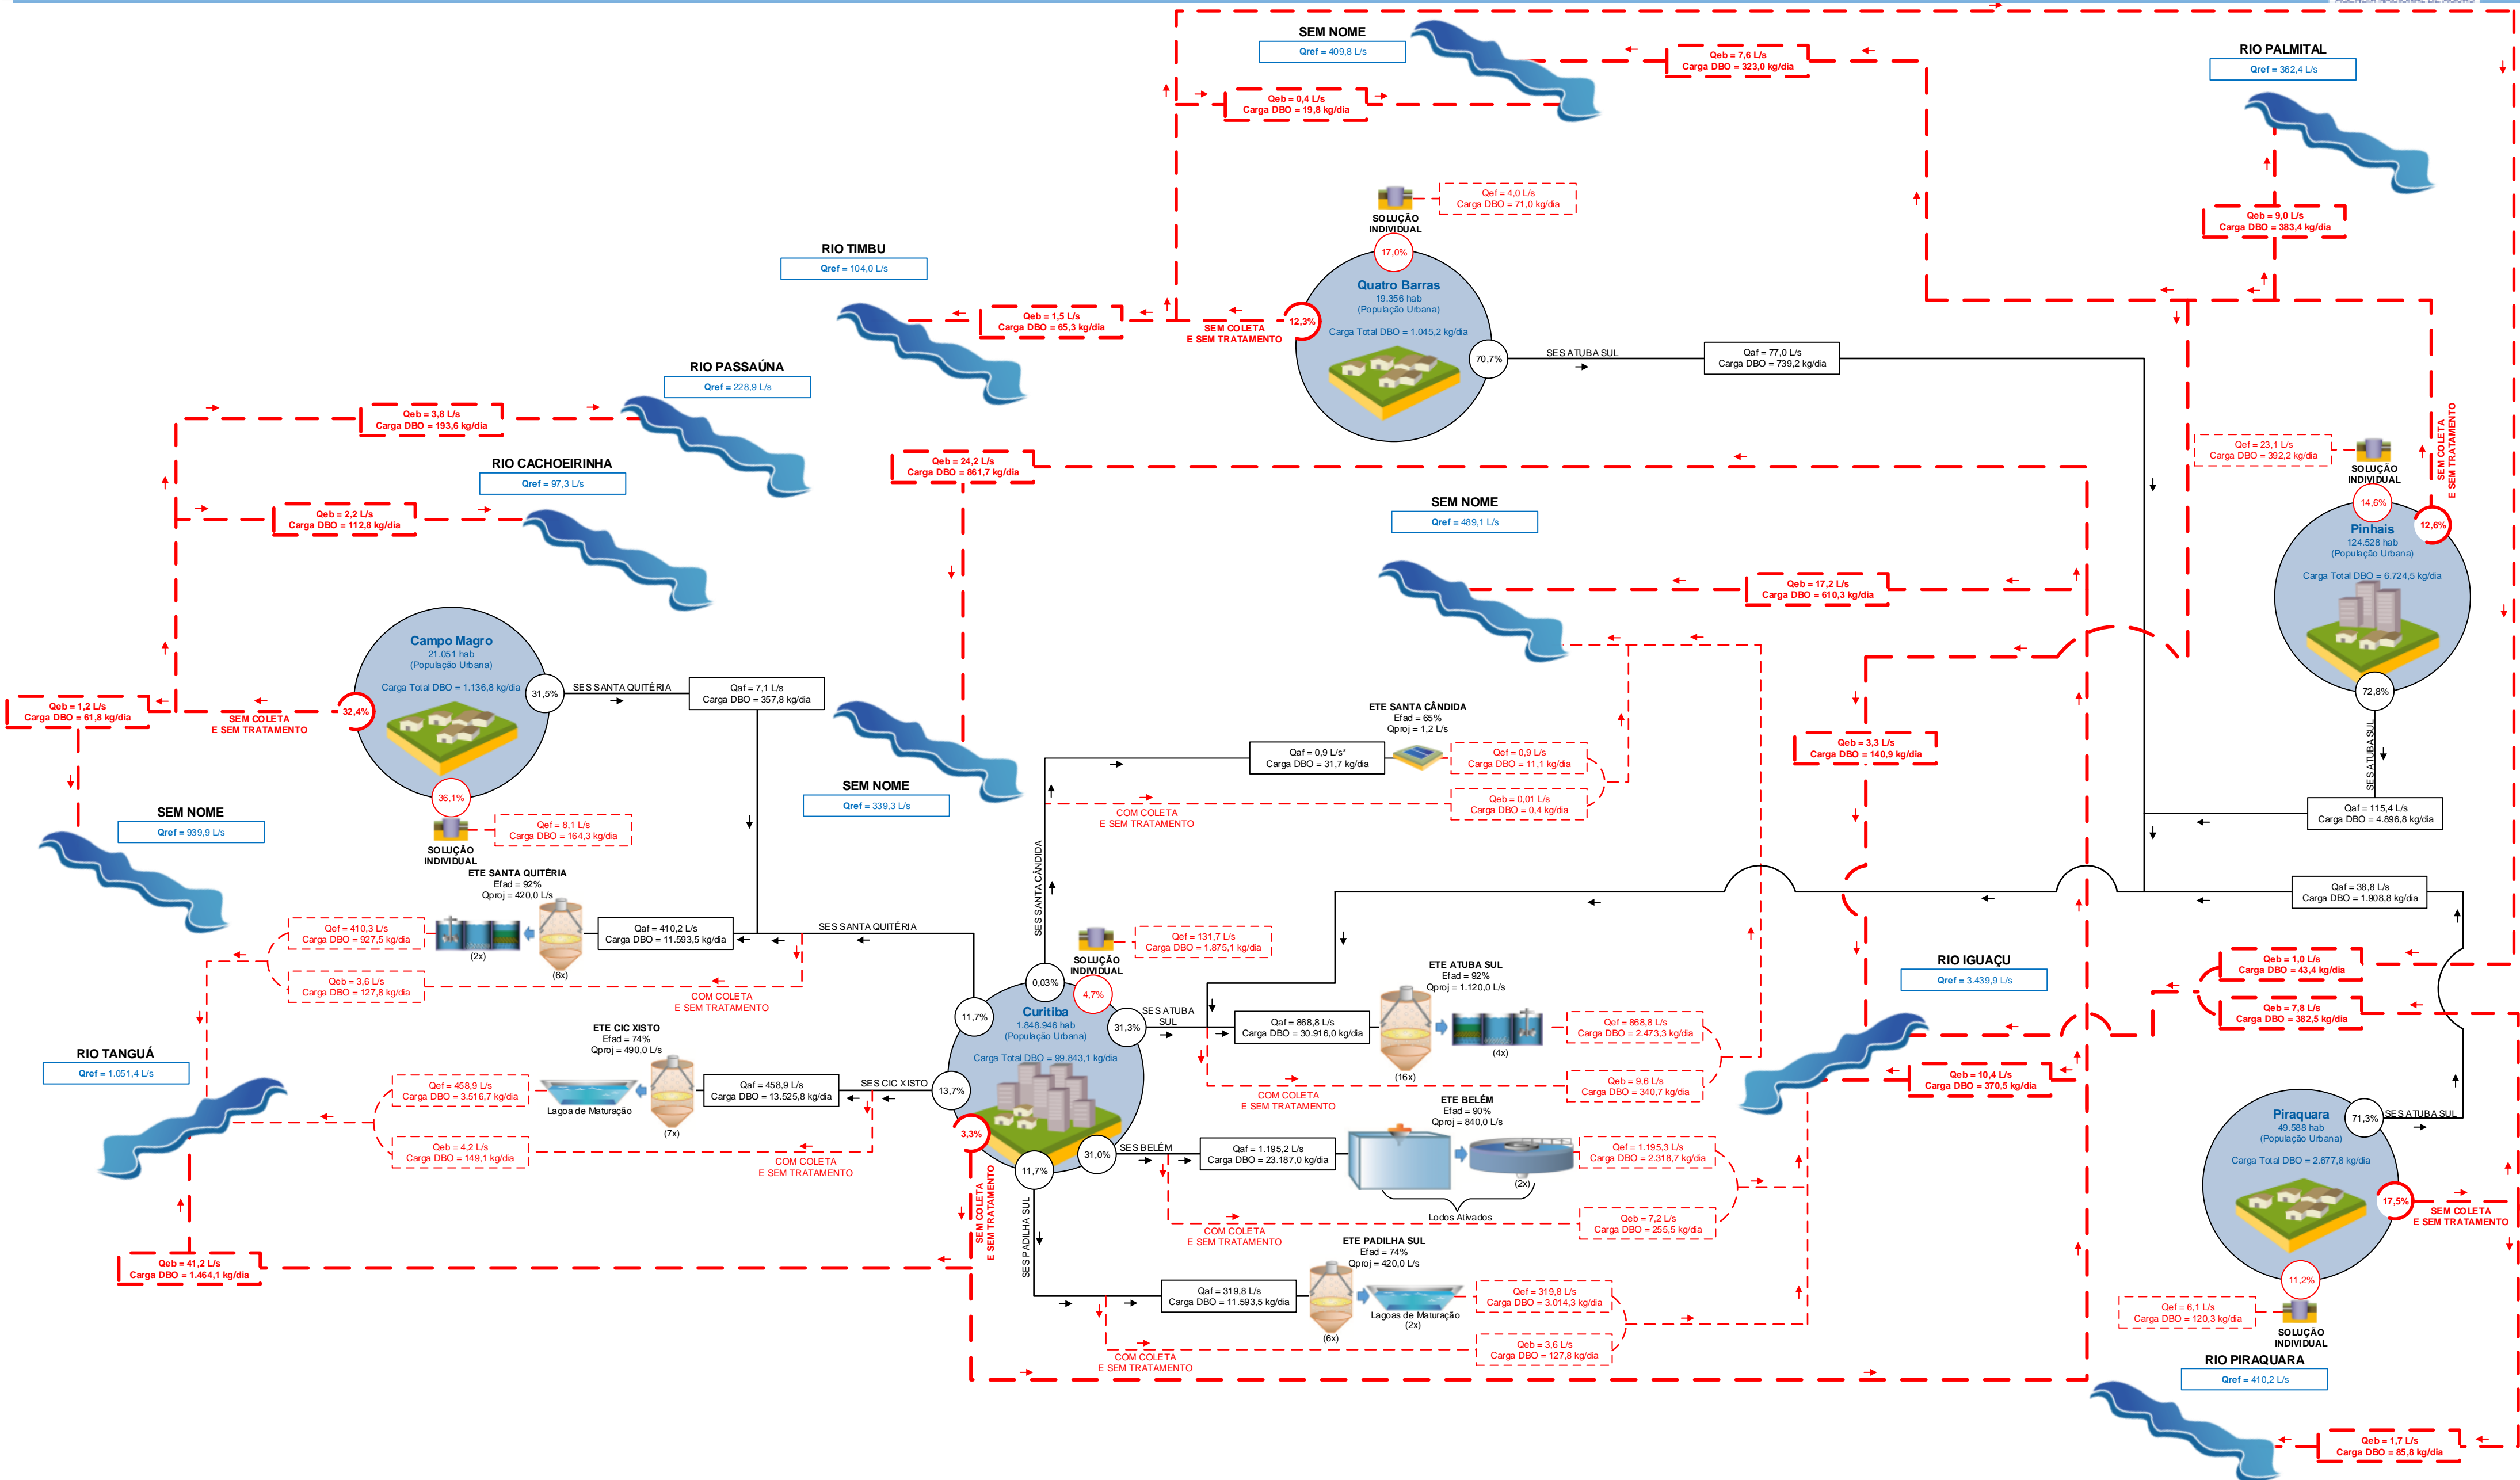 SEM NOME
Qref = 409,8 L/s
Qeb = 7,6 L/s
Carga DBO = 323,0 kg/dia
RIO PALMITAL
Qref = 362,4 L/s
Qeb = 0,4 L/s
Carga DBO = 19,8 kg/dia
Qef = 4,0 L/s
Carga DBO = 71,0 kg/dia
SOLUÇÃO
INDIVIDUAL
17,0%
Qeb = 9,0 L/s
Carga DBO = 383,4 kg/dia
RIO TIMBU
Qref = 104,0 L/s
Quatro Barras
19.356 hab
(População Urbana)
Carga Total DBO = 1.045,2 kg/dia
Qeb = 1,5 L/s
Carga DBO = 65,3 kg/dia
SEM COLETA
E SEM TRATAMENTO
12,3%
70,7%
SES ATUBA SUL
Qaf = 77,0 L/s
Carga DBO = 739,2 kg/dia
RIO PASSAÚNA
Qref = 228,9 L/s
Qeb = 3,8 L/s
Carga DBO = 193,6 kg/dia
RIO CACHOEIRINHA
Qref = 97,3 L/s
Qeb = 2,2 L/s
Carga DBO = 112,8 kg/dia
Qeb = 24,2 L/s
Carga DBO = 861,7 kg/dia
SEM NOME
Qref = 489,1 L/s
Qeb = 17,2 L/s
Carga DBO = 610,3 kg/dia
Qef = 23,1 L/s
Carga DBO = 392,2 kg/dia
SOLUÇÃO
INDIVIDUAL
SEM COLETA
E SEM TRATAMENTO
14,6%
12,6%
Pinhais
124.528 hab
(População Urbana)
Carga Total DBO = 6.724,5 kg/dia
72,8%
SES ATUBA SUL
Qaf = 115,4 L/s
Carga DBO = 4.896,8 kg/dia
Campo Magro
21.051 hab
(População Urbana)
Carga Total DBO = 1.136,8 kg/dia
31,5%
SES SANTA QUITÉRIA
Qaf = 7,1 L/s
Carga DBO = 357,8 kg/dia
32,4%
SEM COLETA
E SEM TRATAMENTO
Qeb = 1,2 L/s
Carga DBO = 61,8 kg/dia
36,1%
SOLUÇÃO
INDIVIDUAL
Qef = 8,1 L/s
Carga DBO = 164,3 kg/dia
SEM NOME
Qref = 939,9 L/s
SEM NOME
Qref = 339,3 L/s
ETE SANTA CÂNDIDA
Efad = 65%
Qproj = 1,2 L/s
Qaf = 0,9 L/s*
Carga DBO = 31,7 kg/dia
Qef = 0,9 L/s
Carga DBO = 11,1 kg/dia
Qeb = 0,01 L/s
Carga DBO = 0,4 kg/dia
COM COLETA
E SEM TRATAMENTO
SES SANTA CÂNDIDA
Qeb = 3,3 L/s
Carga DBO = 140,9 kg/dia
ETE SANTA QUITÉRIA
Efad = 92%
Qproj = 420,0 L/s
Qef = 410,3 L/s
Carga DBO = 927,5 kg/dia
(2x)
(6x)
Qaf = 410,2 L/s
Carga DBO = 11.593,5 kg/dia
SES SANTA QUITÉRIA
Qeb = 3,6 L/s
Carga DBO = 127,8 kg/dia
COM COLETA
E SEM TRATAMENTO
Qef = 131,7 L/s
Carga DBO = 1.875,1 kg/dia
SOLUÇÃO
INDIVIDUAL
0,03%
4,7%
11,7%
31,3%
Curitiba
1.848.946 hab
(População Urbana)
Carga Total DBO = 99.843,1 kg/dia
13,7%
3,3%
11,7%
31,0%
SES ATUBA
SUL
ETE ATUBA SUL
Efad = 92%
Qproj = 1.120,0 L/s
Qaf = 868,8 L/s
Carga DBO = 30.916,0 kg/dia
(16x)
(4x)
Qef = 868,8 L/s
Carga DBO = 2.473,3 kg/dia
Qeb = 9,6 L/s
Carga DBO = 340,7 kg/dia
COM COLETA
E SEM TRATAMENTO
Qaf = 38,8 L/s
Carga DBO = 1.908,8 kg/dia
RIO IGUAÇU
Qref = 3.439,9 L/s
Qeb = 1,0 L/s
Carga DBO = 43,4 kg/dia
Qeb = 7,8 L/s
Carga DBO = 382,5 kg/dia
Qeb = 10,4 L/s
Carga DBO = 370,5 kg/dia
ETE CIC XISTO
Efad = 74%
Qproj = 490,0 L/s
RIO TANGUÁ
Qref = 1.051,4 L/s
Qef = 458,9 L/s
Carga DBO = 3.516,7 kg/dia
Lagoa de Maturação
(7x)
Qaf = 458,9 L/s
Carga DBO = 13.525,8 kg/dia
SES CIC XISTO
Qeb = 4,2 L/s
Carga DBO = 149,1 kg/dia
COM COLETA
E SEM TRATAMENTO
ETE BELÉM
Efad = 90%
Qproj = 840,0 L/s
SES BELÉM
Qaf = 1.195,2 L/s
Carga DBO = 23.187,0 kg/dia
(2x)
Lodos Ativados
Qef = 1.195,3 L/s
Carga DBO = 2.318,7 kg/dia
Qeb = 7,2 L/s
Carga DBO = 255,5 kg/dia
COM COLETA
E SEM TRATAMENTO
SEM COLETA
E SEM TRATAMENTO
SES PADILHA SUL
ETE PADILHA SUL
Efad = 74%
Qproj = 420,0 L/s
Qaf = 319,8 L/s
Carga DBO = 11.593,5 kg/dia
(6x)
Lagoas de Maturação
(2x)
Qef = 319,8 L/s
Carga DBO = 3.014,3 kg/dia
Qeb = 3,6 L/s
Carga DBO = 127,8 kg/dia
COM COLETA
E SEM TRATAMENTO
Qeb = 41,2 L/s
Carga DBO = 1.464,1 kg/dia
Piraquara
49.588 hab
(População Urbana)
Carga Total DBO = 2.677,8 kg/dia
71,3%
SES ATUBA SUL
17,5%
SEM COLETA
E SEM TRATAMENTO
11,2%
Qef = 6,1 L/s
Carga DBO = 120,3 kg/dia
SOLUÇÃO
INDIVIDUAL
RIO PIRAQUARA
Qref = 410,2 L/s
Qeb = 1,7 L/s
Carga DBO = 85,8 kg/dia